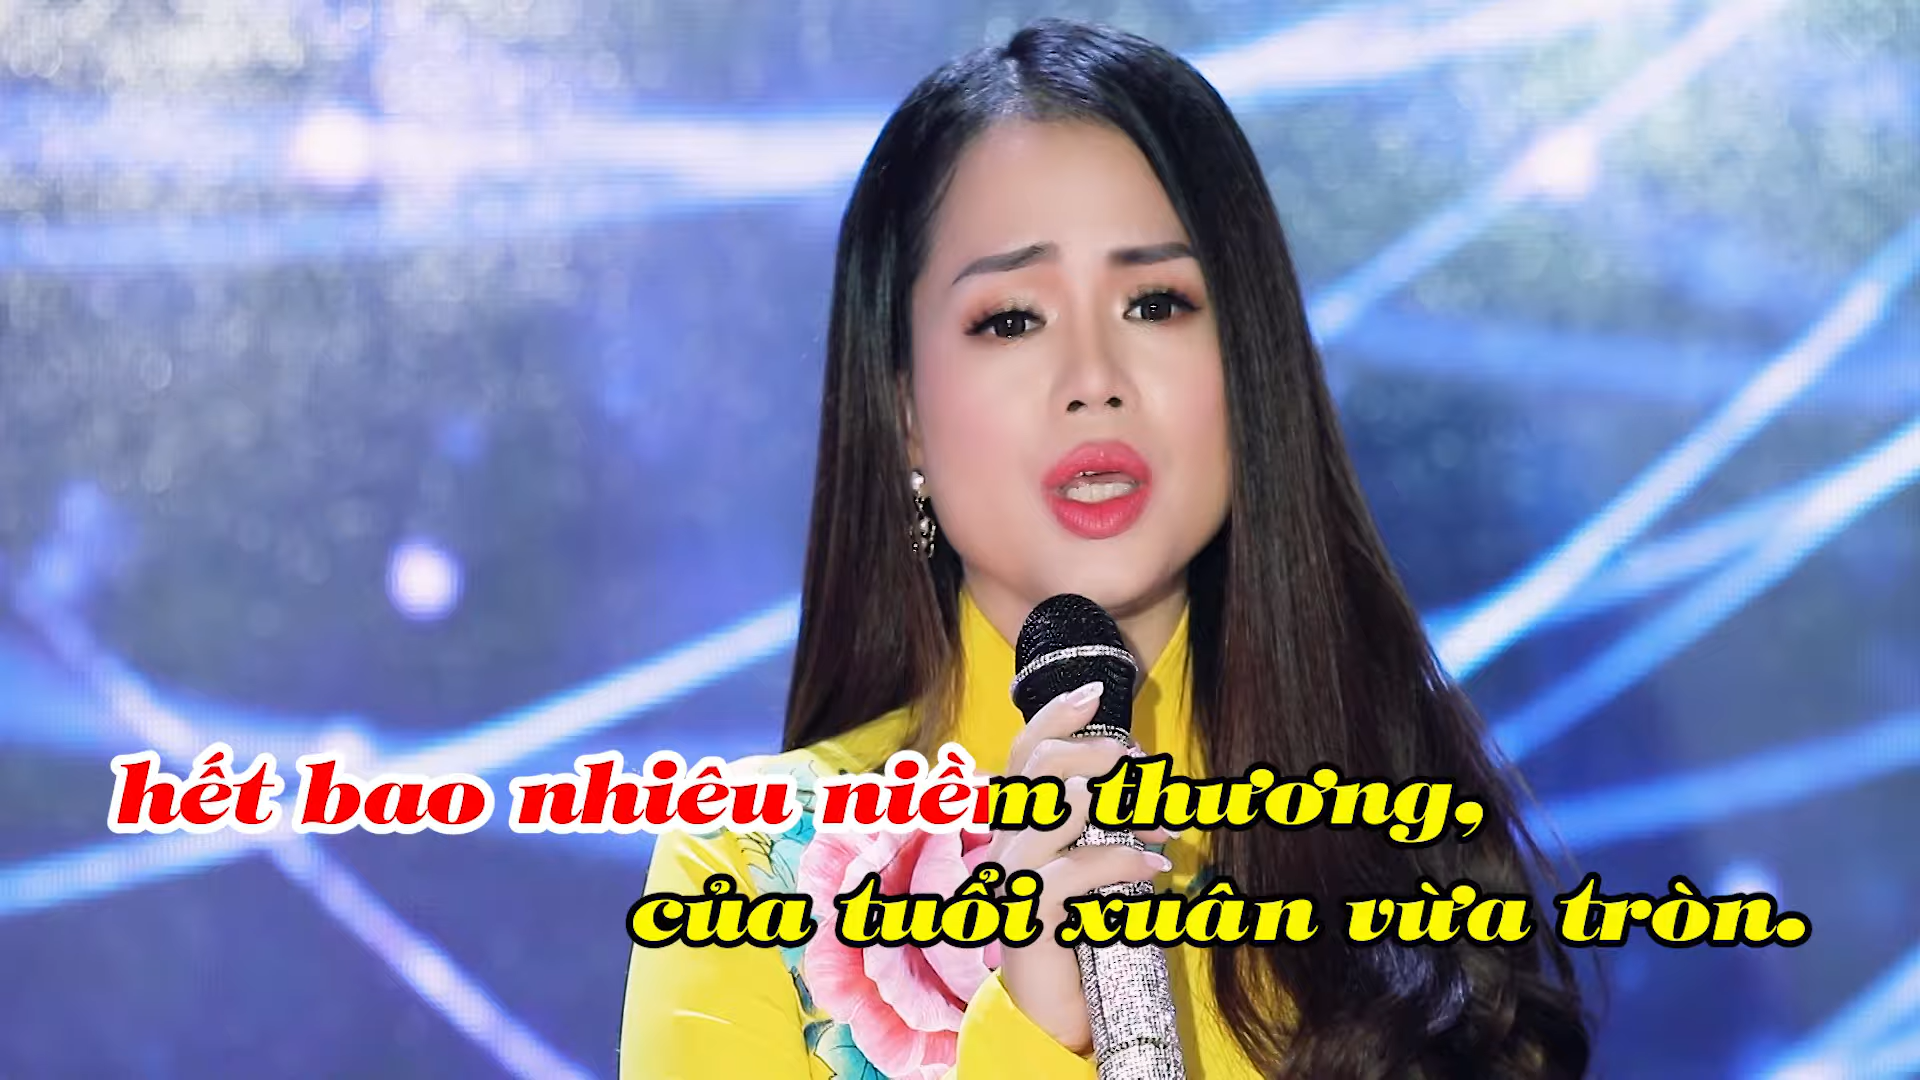 hết bao nhiêu niềm thương,
của tuổi xuân vừa tròn.